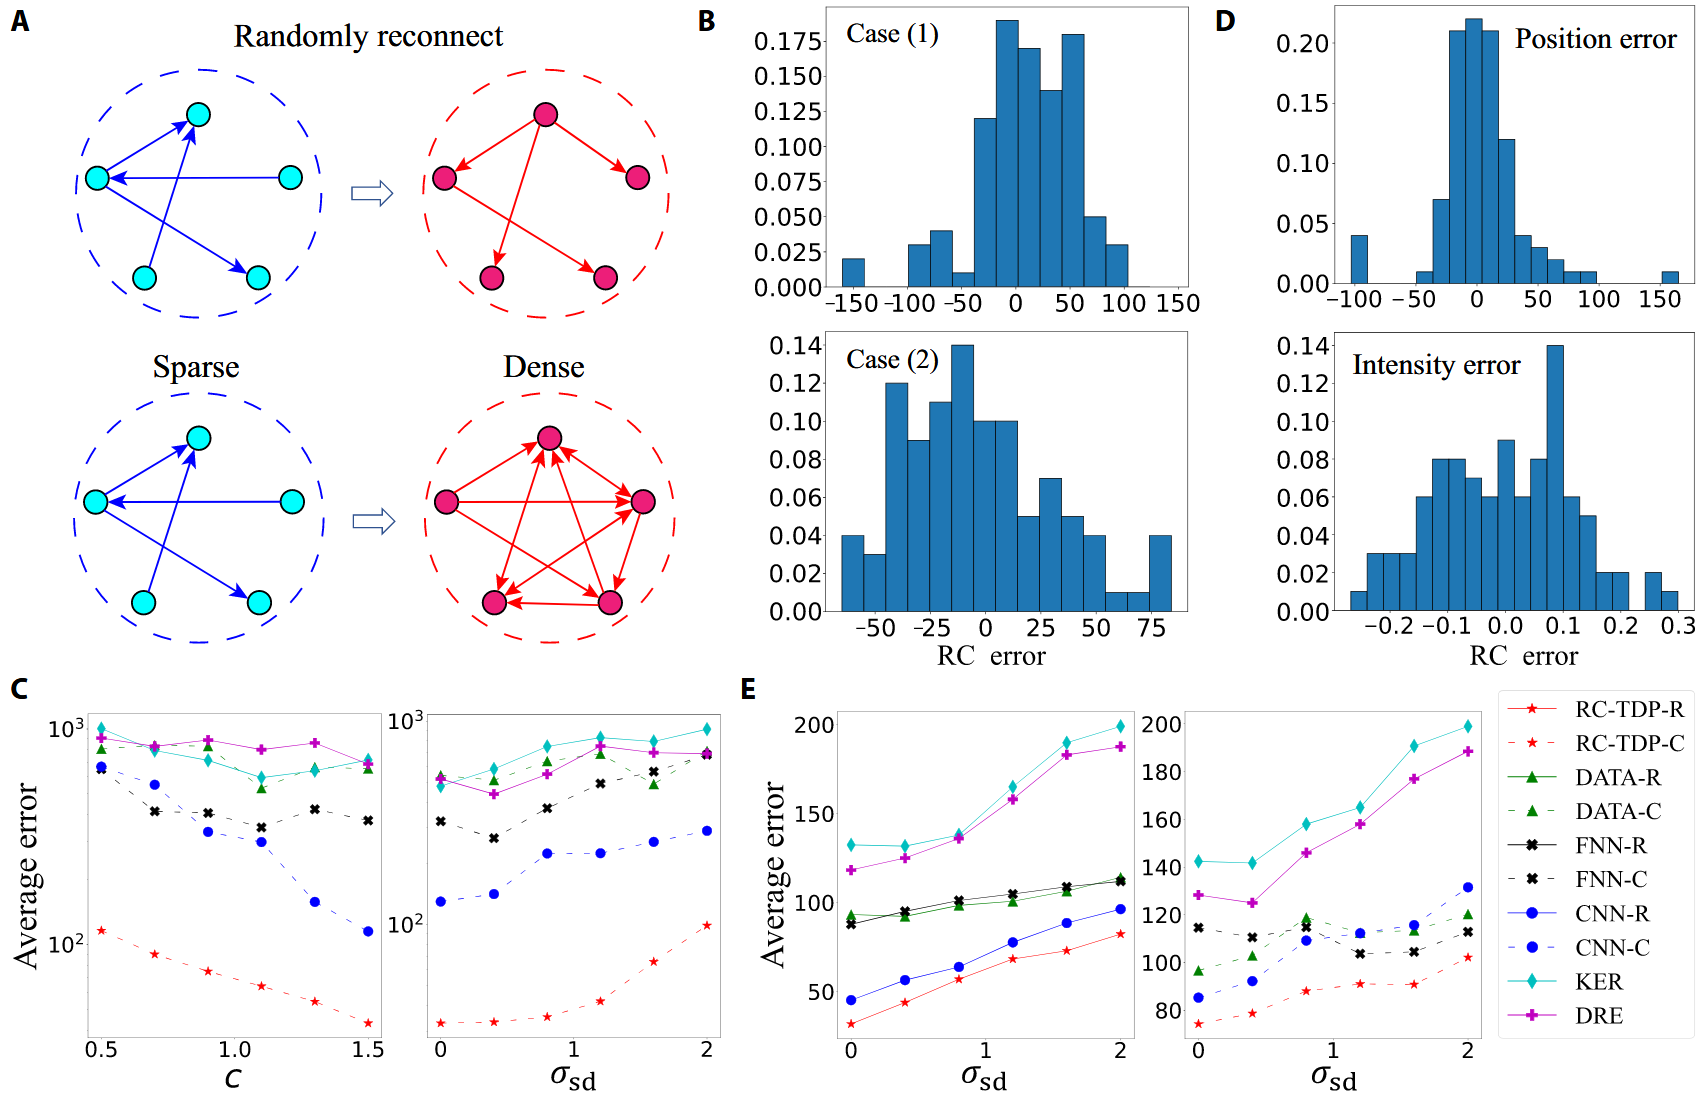 A
Randomly reconnect
Sparse
Dense
B
Case (1)
0.175
0.150
0.125
0.100
0.075
0.050
0.025
0.000
−150 −100 −50 0 50 100 150
Case (2)
0.14
0.12
0.10
0.08
0.06
0.04
0.02
0.00
−50 −25 0 25 50 75
RC error
D
Position error
0.20
0.15
0.10
0.05
0.00
−100 −50 0 50 100 150
Intensity error
0.14
0.12
0.10
0.08
0.06
0.04
0.02
0.00
−0.2 −0.1 0.0 0.1 0.2 0.3
RC error
C
Average error
10³
10²
0.5 1.0 1.5
c
10³
10²
0 1 2
σsd
E
Average error
200
150
100
50
0 1 2
σsd
200
180
160
140
120
100
80
0 1 2
σsd
RC-TDP-R
RC-TDP-C
DATA-R
DATA-C
FNN-R
FNN-C
CNN-R
CNN-C
KER
DRE